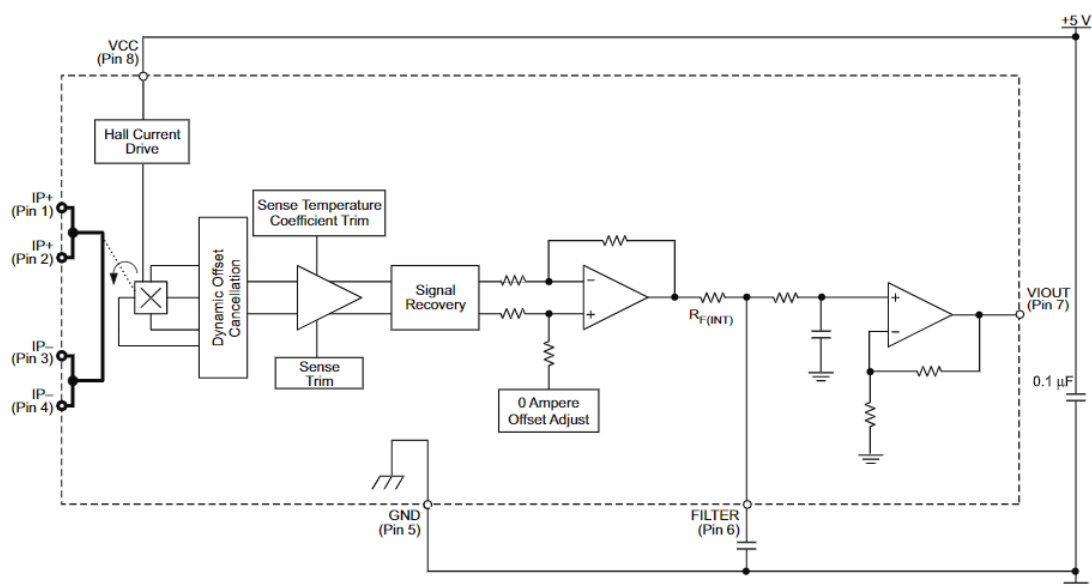 +5 V
VCC
(Pin 8)
Hall Current
Drive
IP+
(Pin 1)
IP+
(Pin 2)
IP–
(Pin 3)
IP–
(Pin 4)
Dynamic Offset
Cancellation
Sense Temperature
Coefficient Trim
Sense
Trim
Signal
Recovery
0 Ampere
Offset Adjust
–
+
RF(INT)
+
–
VIOUT
(Pin 7)
0.1 µF
GND
(Pin 5)
FILTER
(Pin 6)